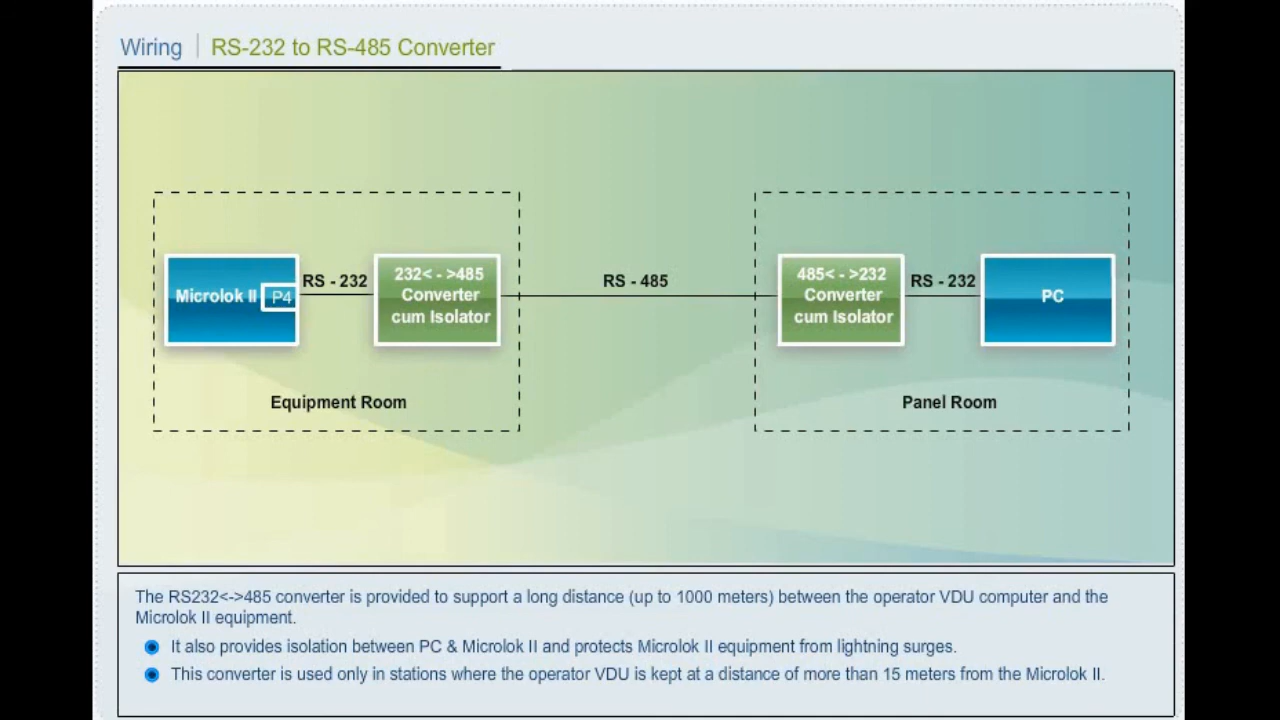 Wiring | RS-232 to RS-485 Converter
Microlok II P4
RS - 232
232< - >485
Converter
cum Isolator
RS - 485
485< - >232
Converter
cum Isolator
RS - 232
PC
Equipment Room
Panel Room
The RS232<->485 converter is provided to support a long distance (up to 1000 meters) between the operator VDU computer and the
Microlok II equipment.
It also provides isolation between PC & Microlok II and protects Microlok II equipment from lightning surges.
This converter is used only in stations where the operator VDU is kept at a distance of more than 15 meters from the Microlok II.